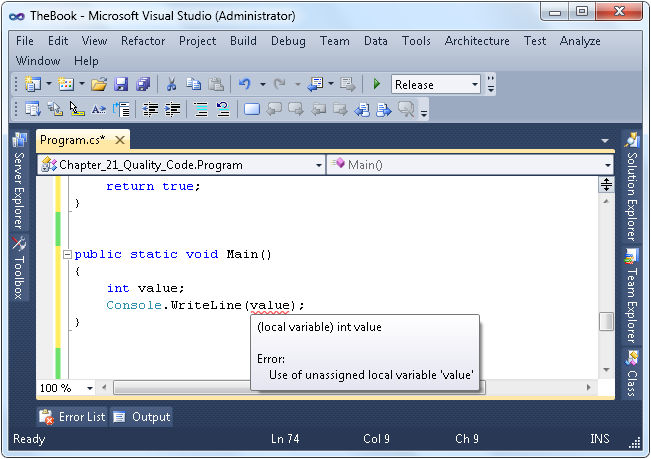 TheBook - Microsoft Visual Studio (Administrator)
File Edit View Refactor Project Build Debug Team Data Tools Architecture Test Analyze
Window Help
Release
Program.cs*
Chapter_21_Quality_Code.Program Main()
Server Explorer
Toolbox
return true;
}
public static void Main()
{
int value;
Console.WriteLine(value);
}
(local variable) int value
Error:
Use of unassigned local variable 'value'
Solution Explorer
Team Explorer
Class
100 %
Error List Output
Ready Ln 74 Col 9 Ch 9 INS